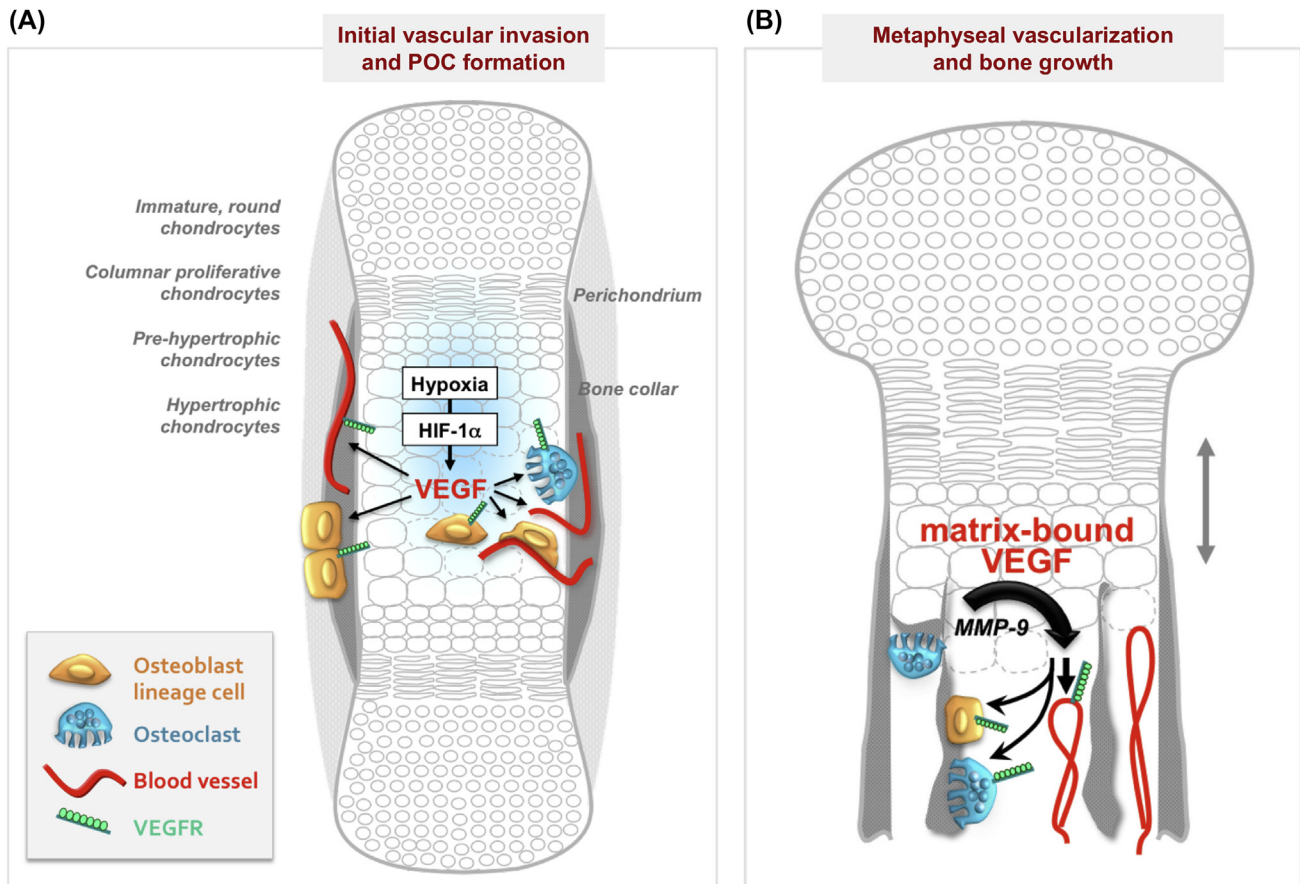 (A)
Initial vascular invasion
and POC formation
Immature, round
chondrocytes
Columnar proliferative
chondrocytes
Pre-hypertrophic
chondrocytes
Hypertrophic
chondrocytes
Perichondrium
Bone collar
Hypoxia
HIF-1α
VEGF
Osteoblast
lineage cell
Osteoclast
Blood vessel
VEGFR
(B)
Metaphyseal vascularization
and bone growth
matrix-bound
VEGF
MMP-9